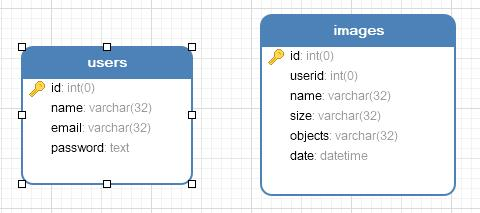 users
id: int(0)
name: varchar(32)
email: varchar(32)
password: text
images
id: int(0)
userid: int(0)
name: varchar(32)
size: varchar(32)
objects: varchar(32)
date: datetime